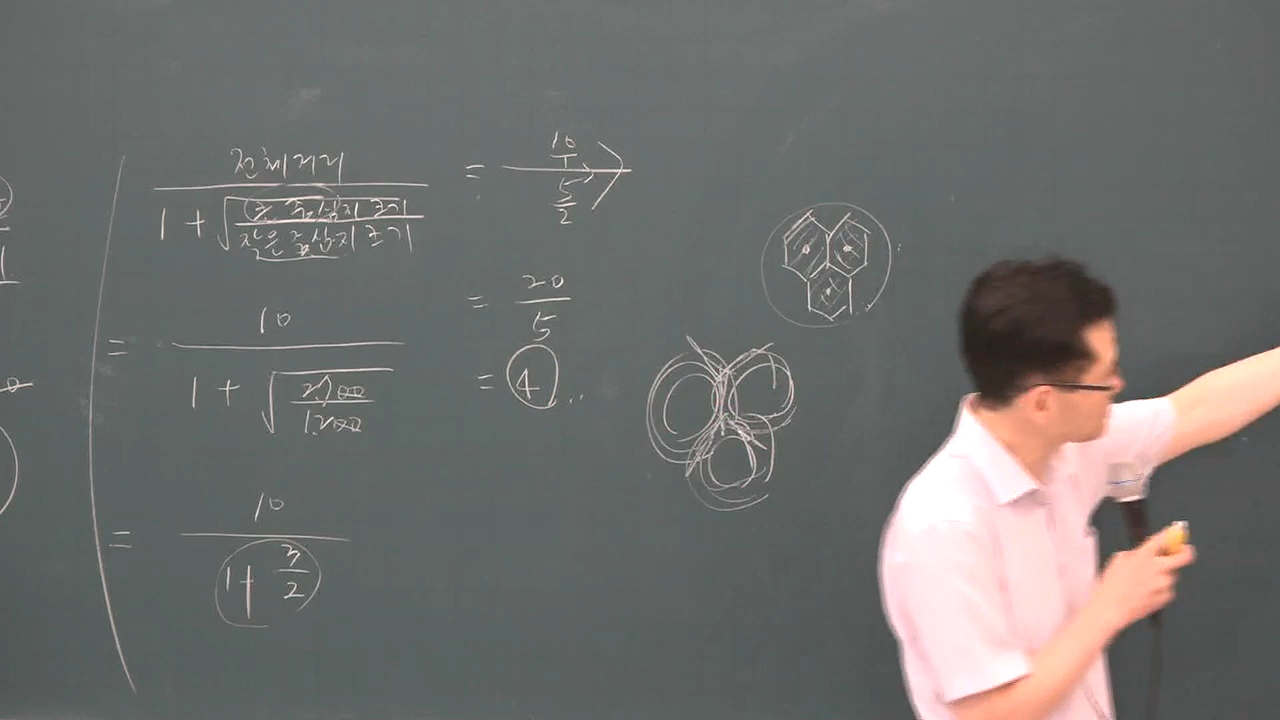 전체거리 / 1 + √(큰 중심지 크기 / 작은 중심지 크기) = 10/1 / 5/2
= 10 / 1 + √(2700/1200) = 20/5
= ④
= 10 / 1+ 3/2